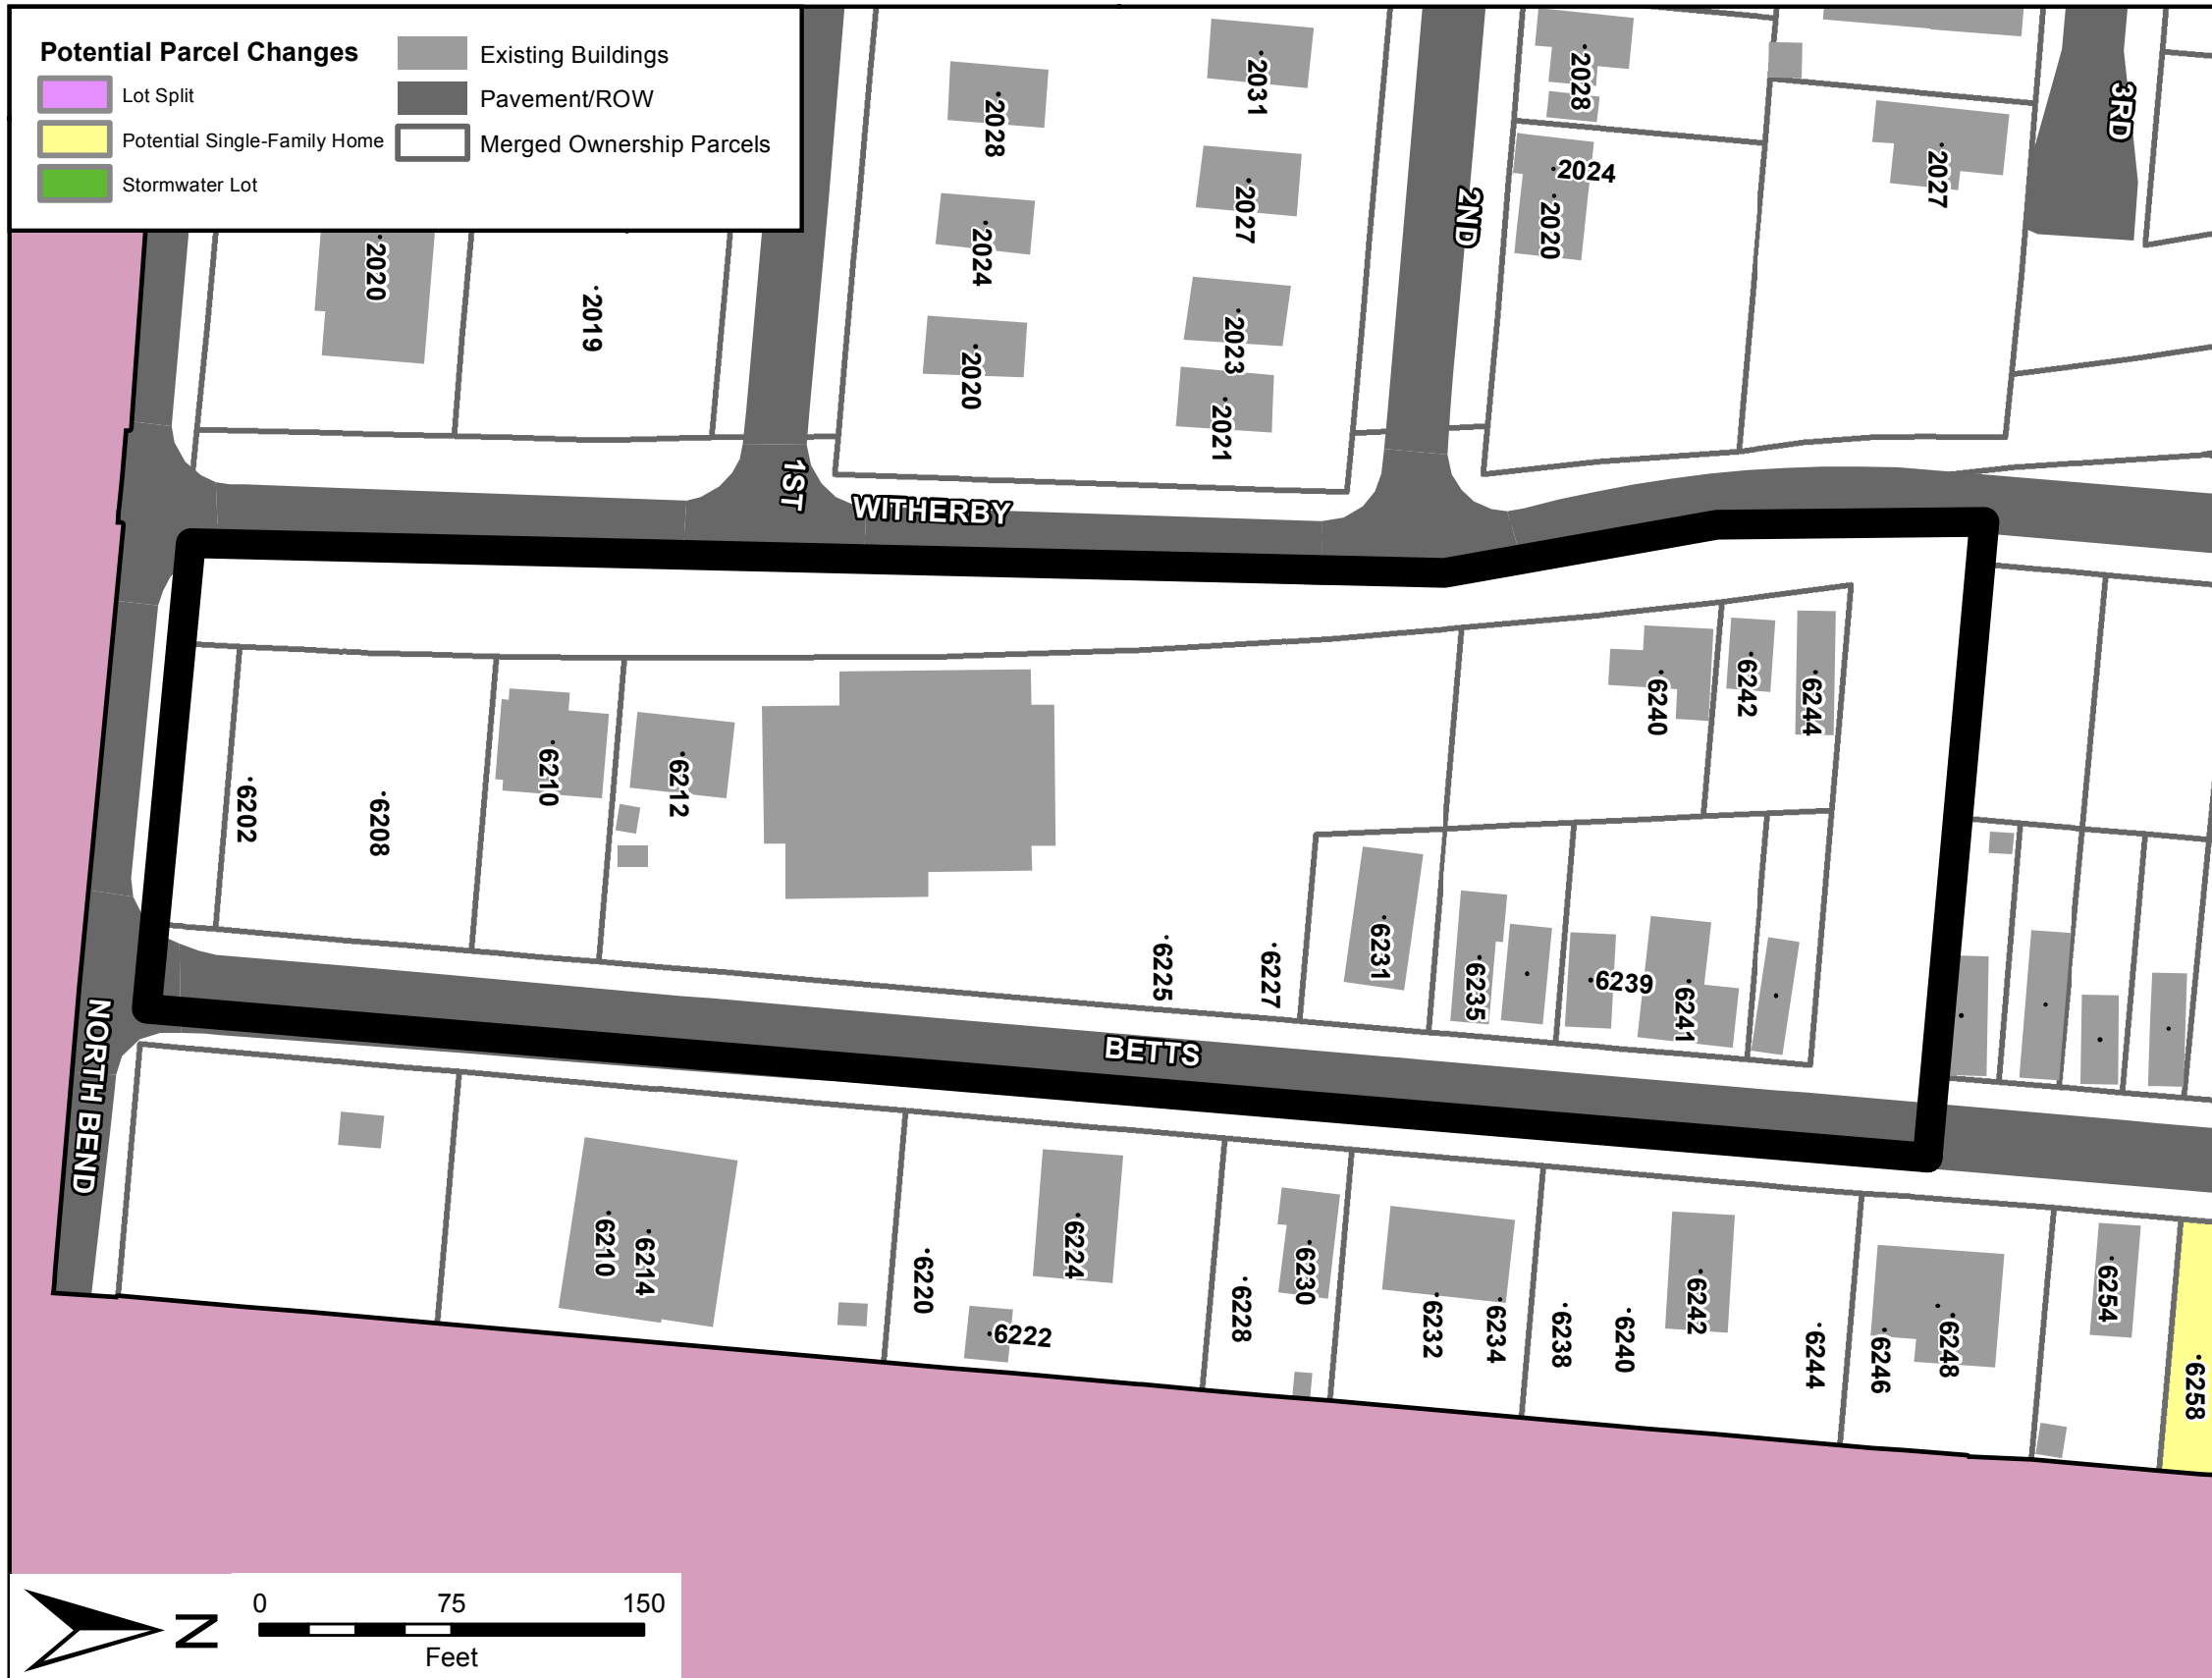 Potential Parcel Changes
Lot Split
Potential Single-Family Home
Stormwater Lot
Existing Buildings
Pavement/ROW
Merged Ownership Parcels
2028
2024
2020
2031
2027
2023
2021
2028
2024
2020
2027
3RD
2ND
2020
2019
1ST
WITHERBY
6202
6208
6210
6212
6225
6227
6231
6235
6239
6241
6240
6242
6244
BETTS
NORTH BEND
6210
6214
6220
6222
6224
6228
6230
6232
6234
6238
6240
6242
6244
6246
6248
6254
6258
N
0 75 150
Feet